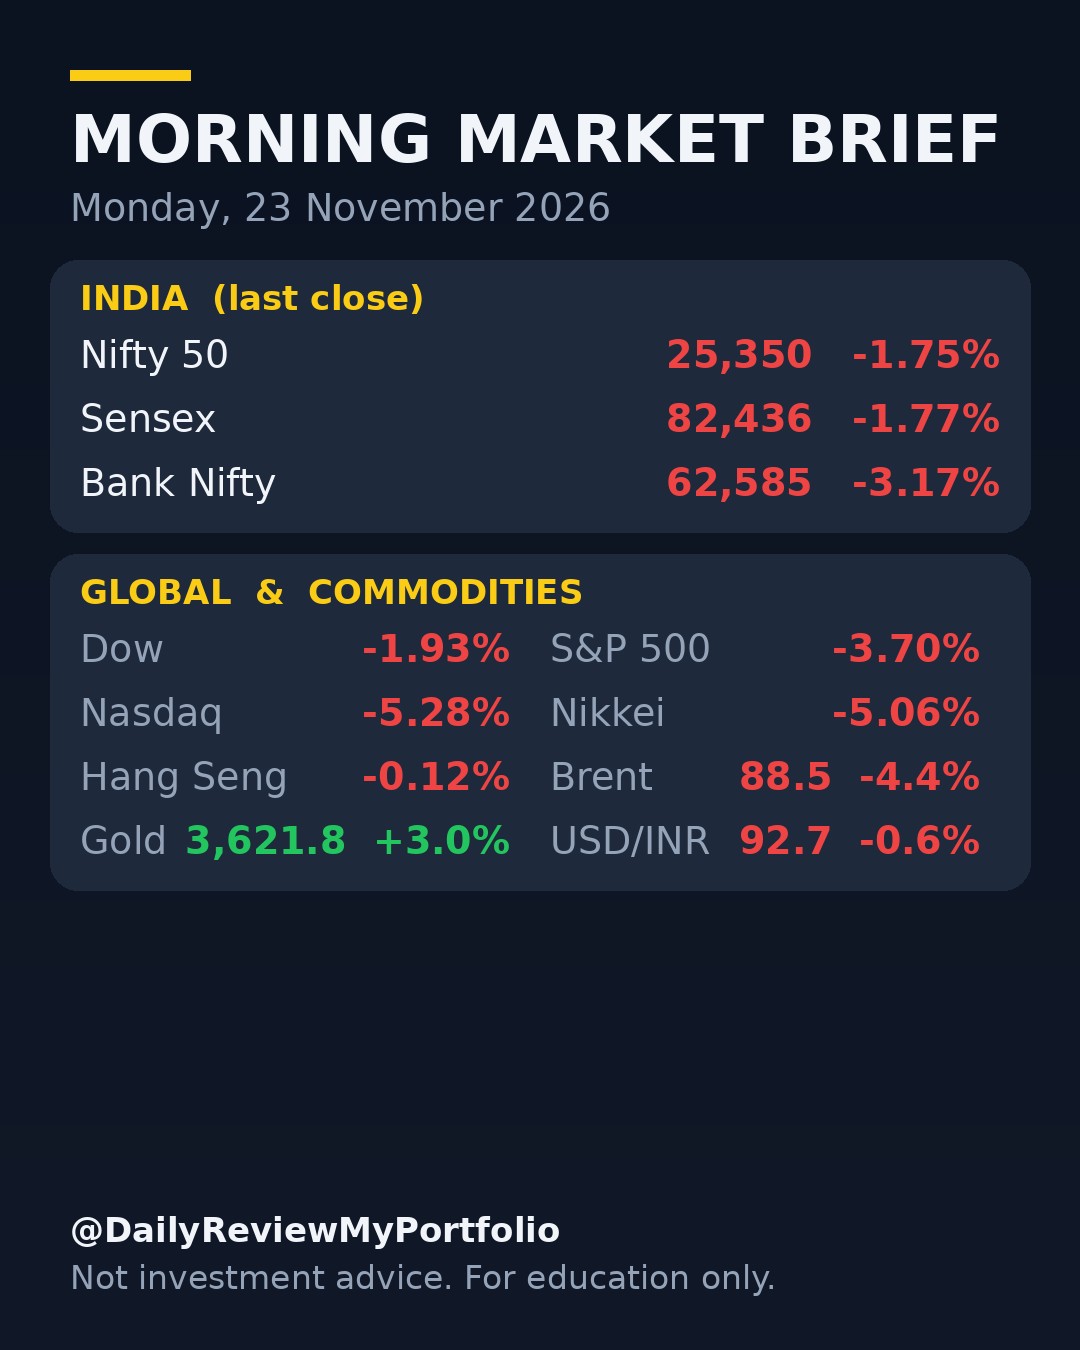 MORNING MARKET BRIEF
Monday, 23 November 2026
INDIA (last close)
Nifty 50 25,350 -1.75%
Sensex 82,436 -1.77%
Bank Nifty 62,585 -3.17%
GLOBAL & COMMODITIES
Dow -1.93% S&P 500 -3.70%
Nasdaq -5.28% Nikkei -5.06%
Hang Seng -0.12% Brent 88.5 -4.4%
Gold 3,621.8 +3.0% USD/INR 92.7 -0.6%
@DailyReviewMyPortfolio
Not investment advice. For education only.